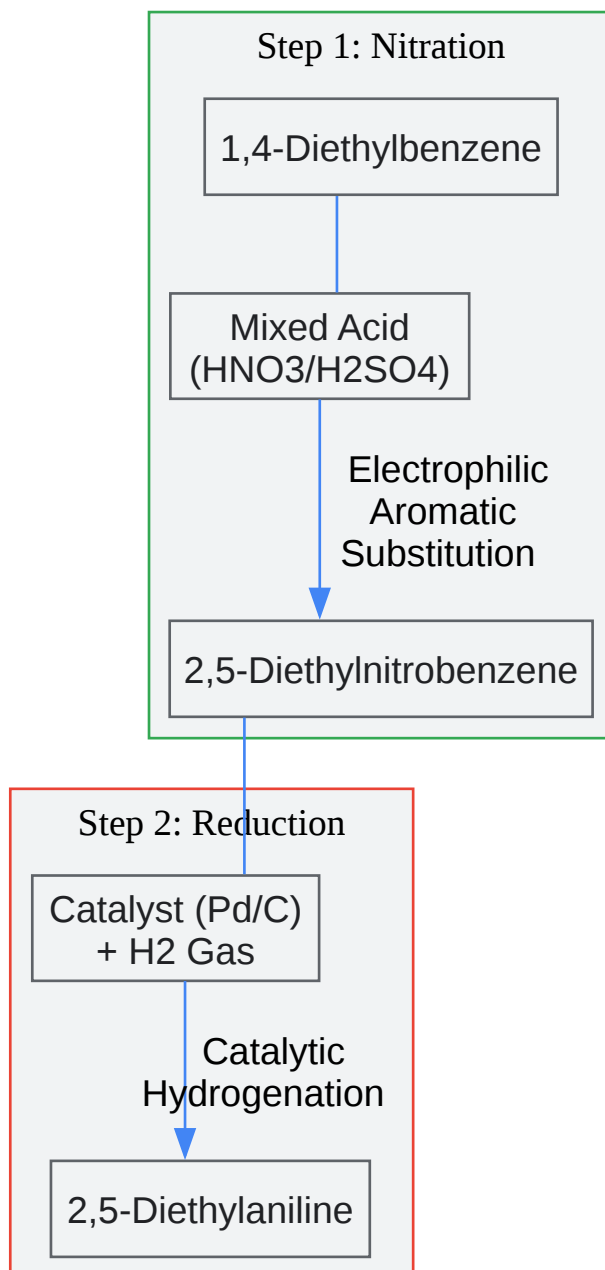 Step 1: Nitration
1,4-Diethylbenzene
Mixed Acid
(HNO3/H2SO4)
Electrophilic
Aromatic
Substitution
2,5-Diethylnitrobenzene
Step 2: Reduction
Catalyst (Pd/C)
+ H2 Gas
Catalytic
Hydrogenation
2,5-Diethylaniline